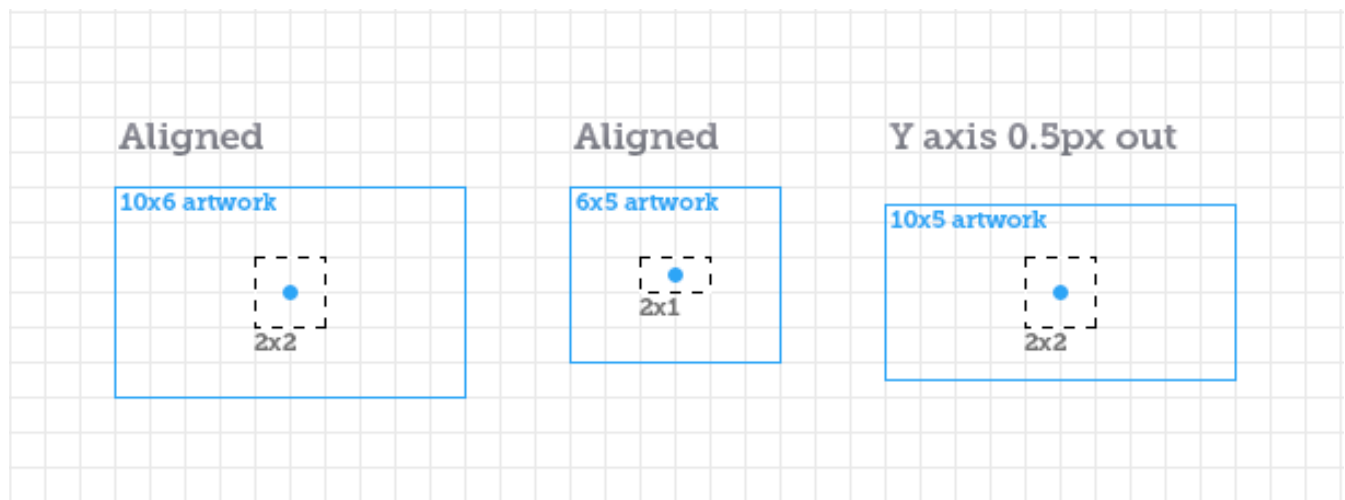 Aligned
10x6 artwork
2x2
Aligned
6x5 artwork
2x1
Y axis 0.5px out
10x5 artwork
2x2